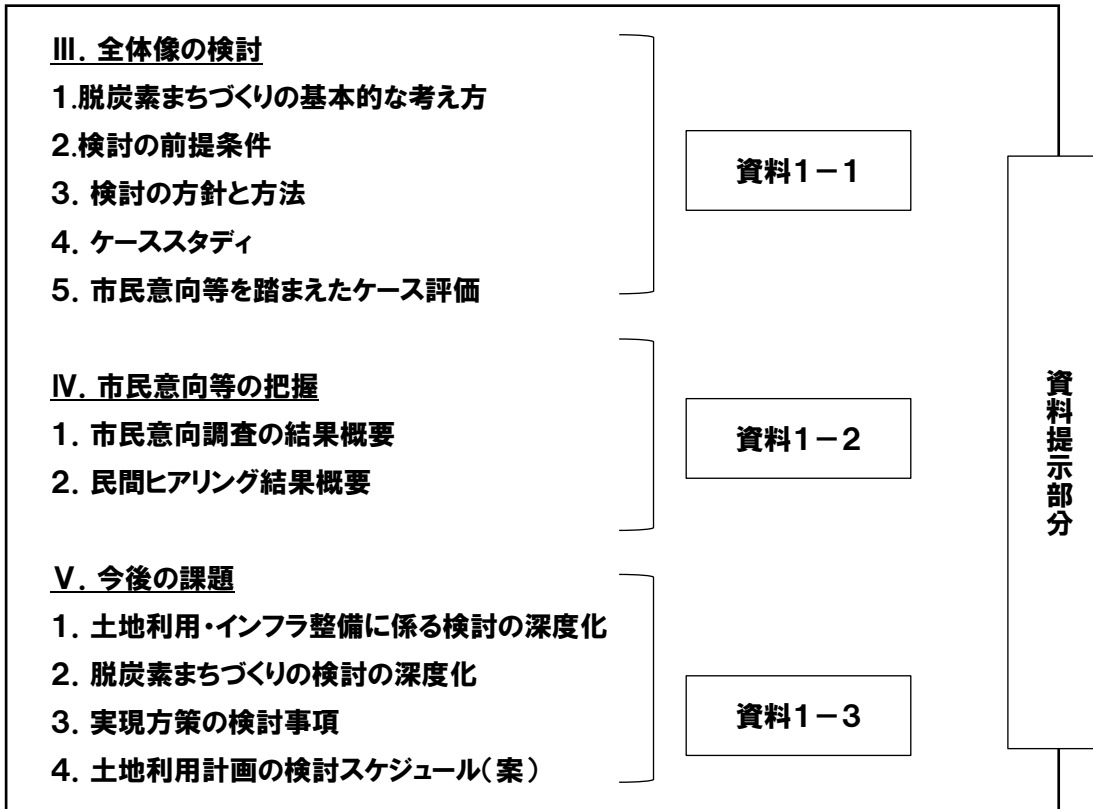 Ⅲ．全体像の検討
１.脱炭素まちづくりの基本的な考え方
２.検討の前提条件
３．検討の方針と方法
４．ケーススタディ
５．市民意向等を踏まえたケース評価
資料１－１
Ⅳ．市民意向等の把握
１．市民意向調査の結果概要
２．民間ヒアリング結果概要
資料１－２
Ⅴ．今後の課題
１．土地利用・インフラ整備に係る検討の深度化
２．脱炭素まちづくりの検討の深度化
３．実現方策の検討事項
４．土地利用計画の検討スケジュール（案）
資料１－３
資料提示部分